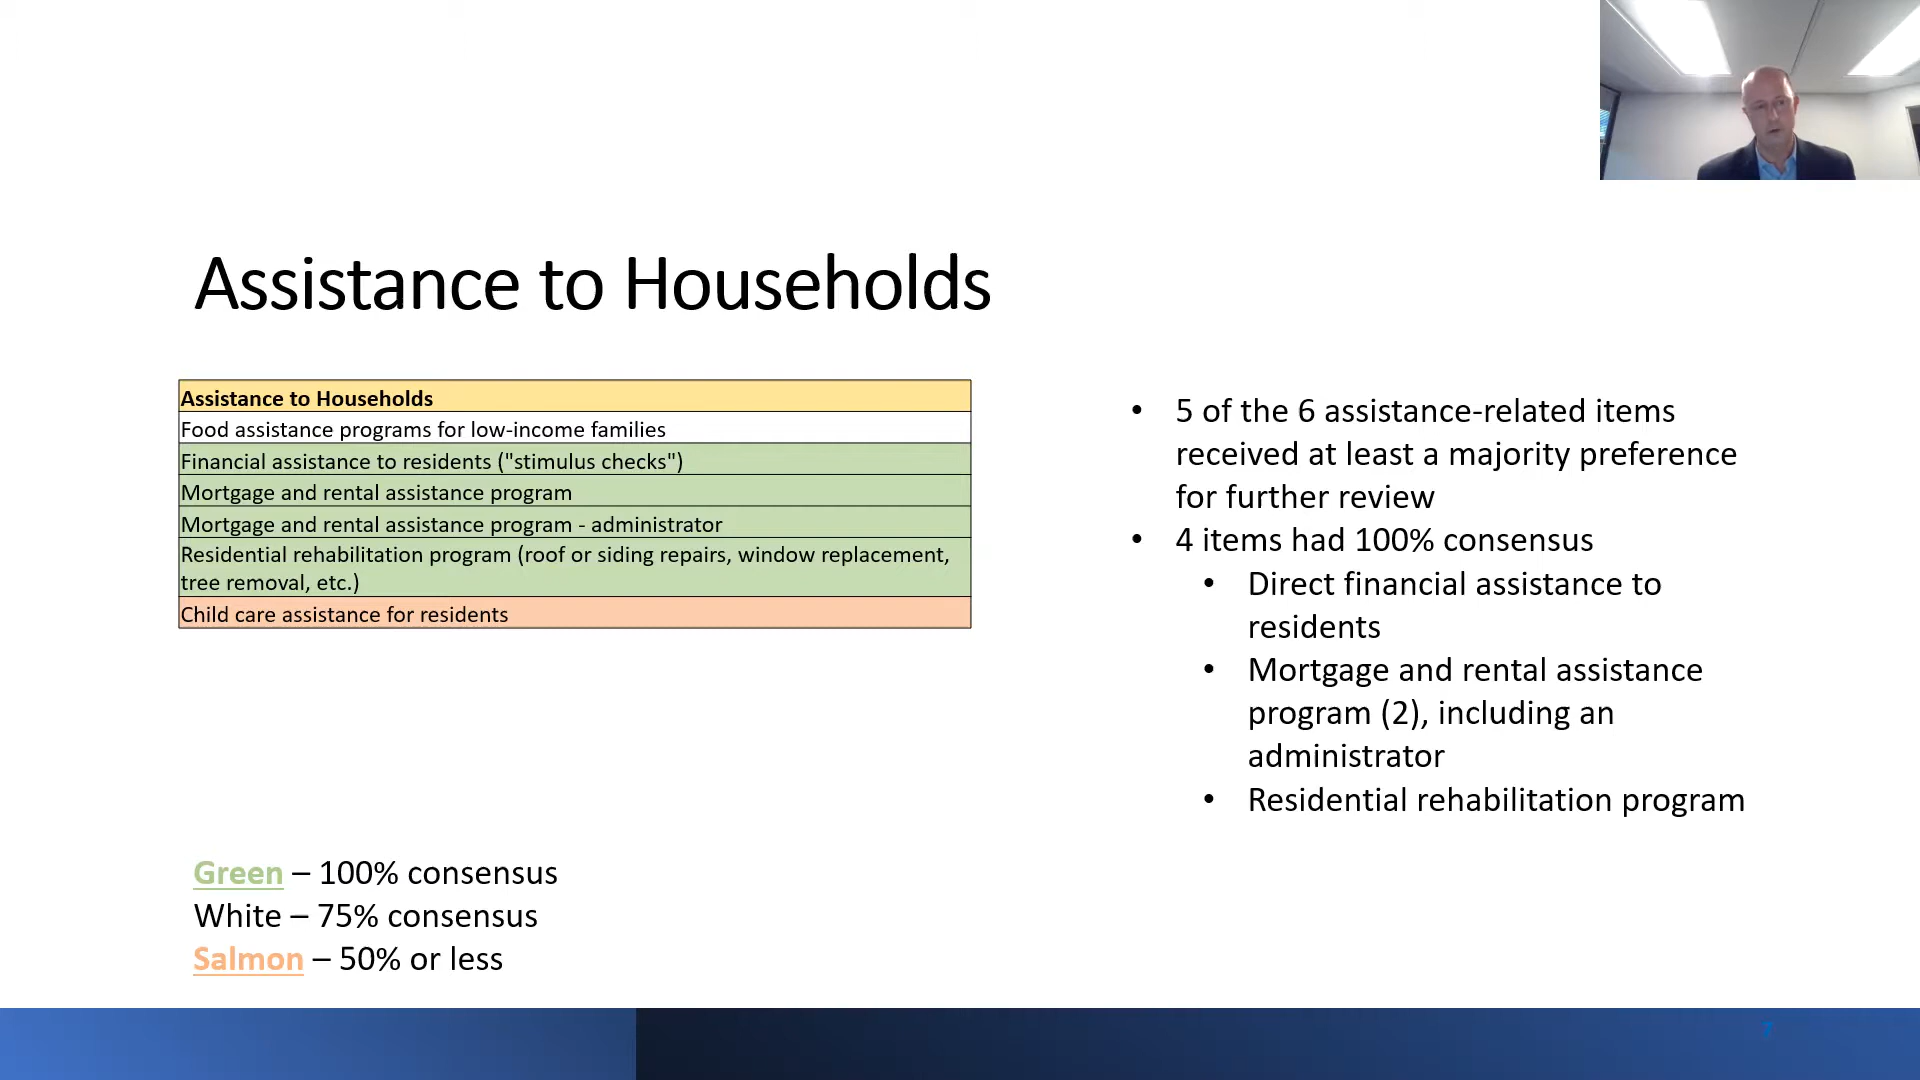 Assistance to Households
Assistance to Households
Food assistance programs for low-income families
Financial assistance to residents ("stimulus checks")
Mortgage and rental assistance program
Mortgage and rental assistance program - administrator
Residential rehabilitation program (roof or siding repairs, window replacement,
tree removal, etc.)
Child care assistance for residents
• 5 of the 6 assistance-related items
received at least a majority preference
for further review
• 4 items had 100% consensus
• Direct financial assistance to
residents
• Mortgage and rental assistance
program (2), including an
administrator
• Residential rehabilitation program
Green – 100% consensus
White – 75% consensus
Salmon – 50% or less
7